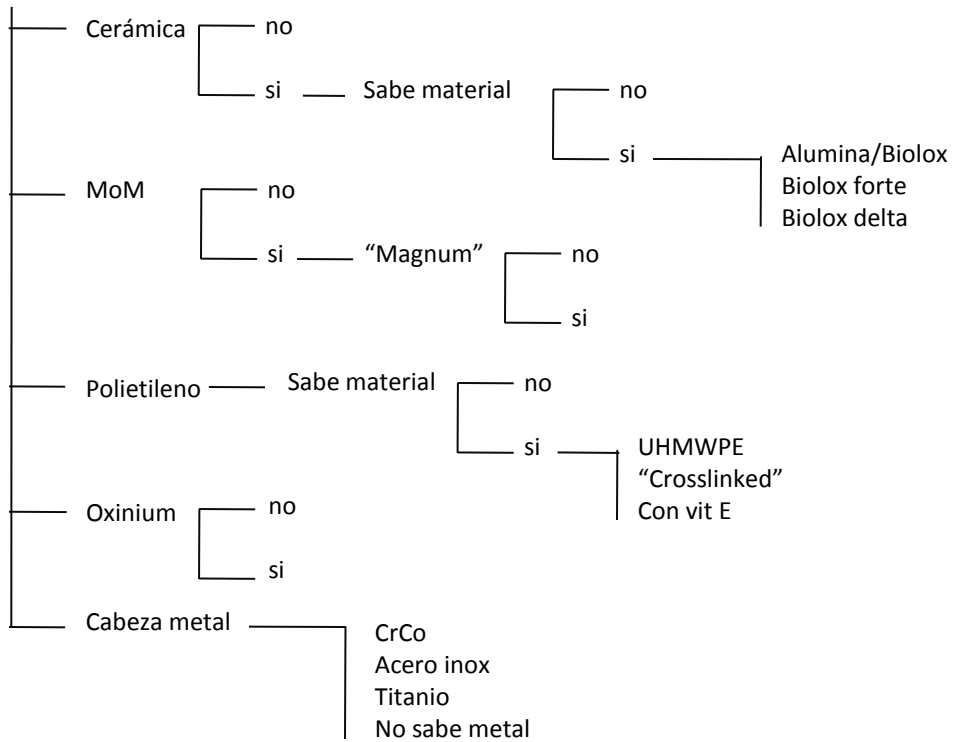 Cerámica
no
si
Sabe material
no
si
Alumina/Biolox
Biolox forte
Biolox delta
MoM
no
si
“Magnum”
no
si
Polietileno
Sabe material
no
si
UHMWPE
“Crosslinked”
Con vit E
Oxinium
no
si
Cabeza metal
CrCo
Acero inox
Titanio
No sabe metal